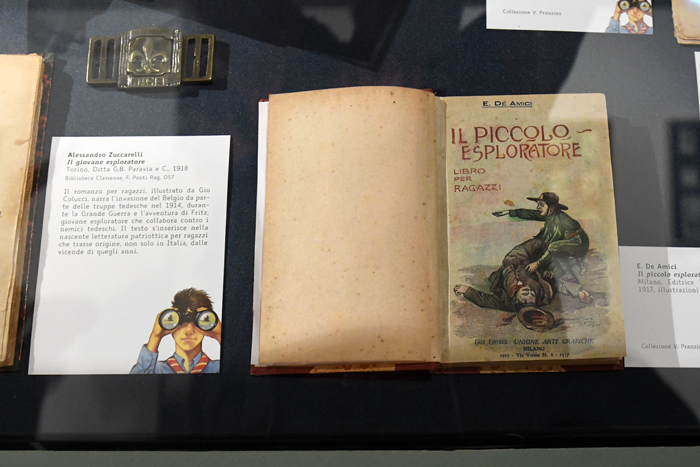 Collezione V. Pranzini
Alessandro Zuccarelli
Il giovane esploratore
Torino, Ditta G.B. Paravia e C., 1918
Biblioteca Classense, F. Poeti Rag. 057
Il romanzo per ragazzi, illustrato da Gio
Colucci, narra l'invasione del Belgio da par-
te delle truppe tedesche nel 1914, duran-
te la Grande Guerra e l'avventura di Fritz,
giovane esploratore che collabora contro i
nemici tedeschi. Il testo s'inserisce nella
nascente letteratura patriottica per ragazzi
che trasse origine, non solo in Italia, dalle
vicende di quegli anni.
E. DE AMICI
IL PICCOLO
ESPLORATORE
LIBRO
PER
RAGAZZI
CASA EDITRICE UNIONE ARTI GRAFICHE
MILANO
E. De Amici
Il piccolo esplorat
Milano, Editrice
1917, illustrazioni
Collezione V. Pranzin